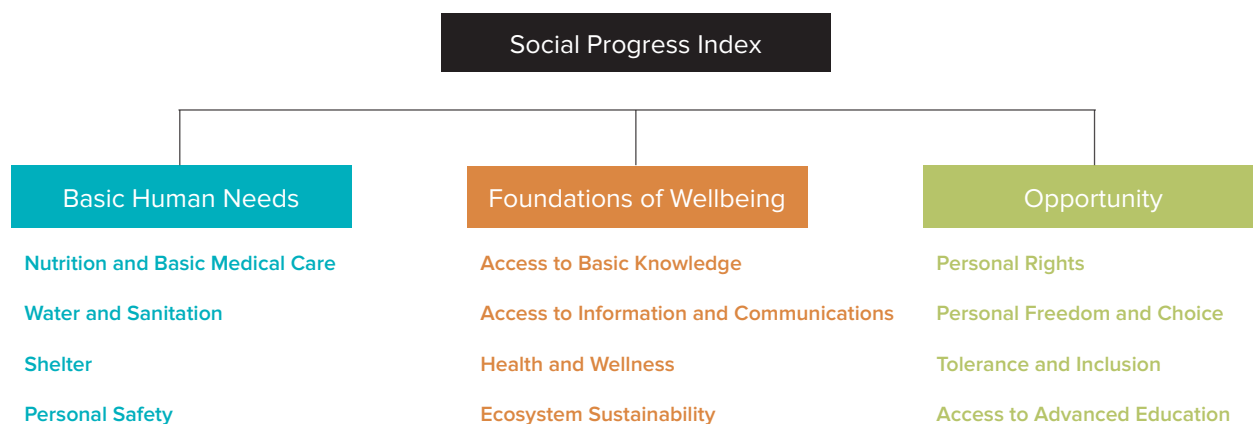 Social Progress Index
Basic Human Needs
Nutrition and Basic Medical Care
Water and Sanitation
Shelter
Personal Safety
Foundations of Wellbeing
Access to Basic Knowledge
Access to Information and Communications
Health and Wellness
Ecosystem Sustainability
Opportunity
Personal Rights
Personal Freedom and Choice
Tolerance and Inclusion
Access to Advanced Education